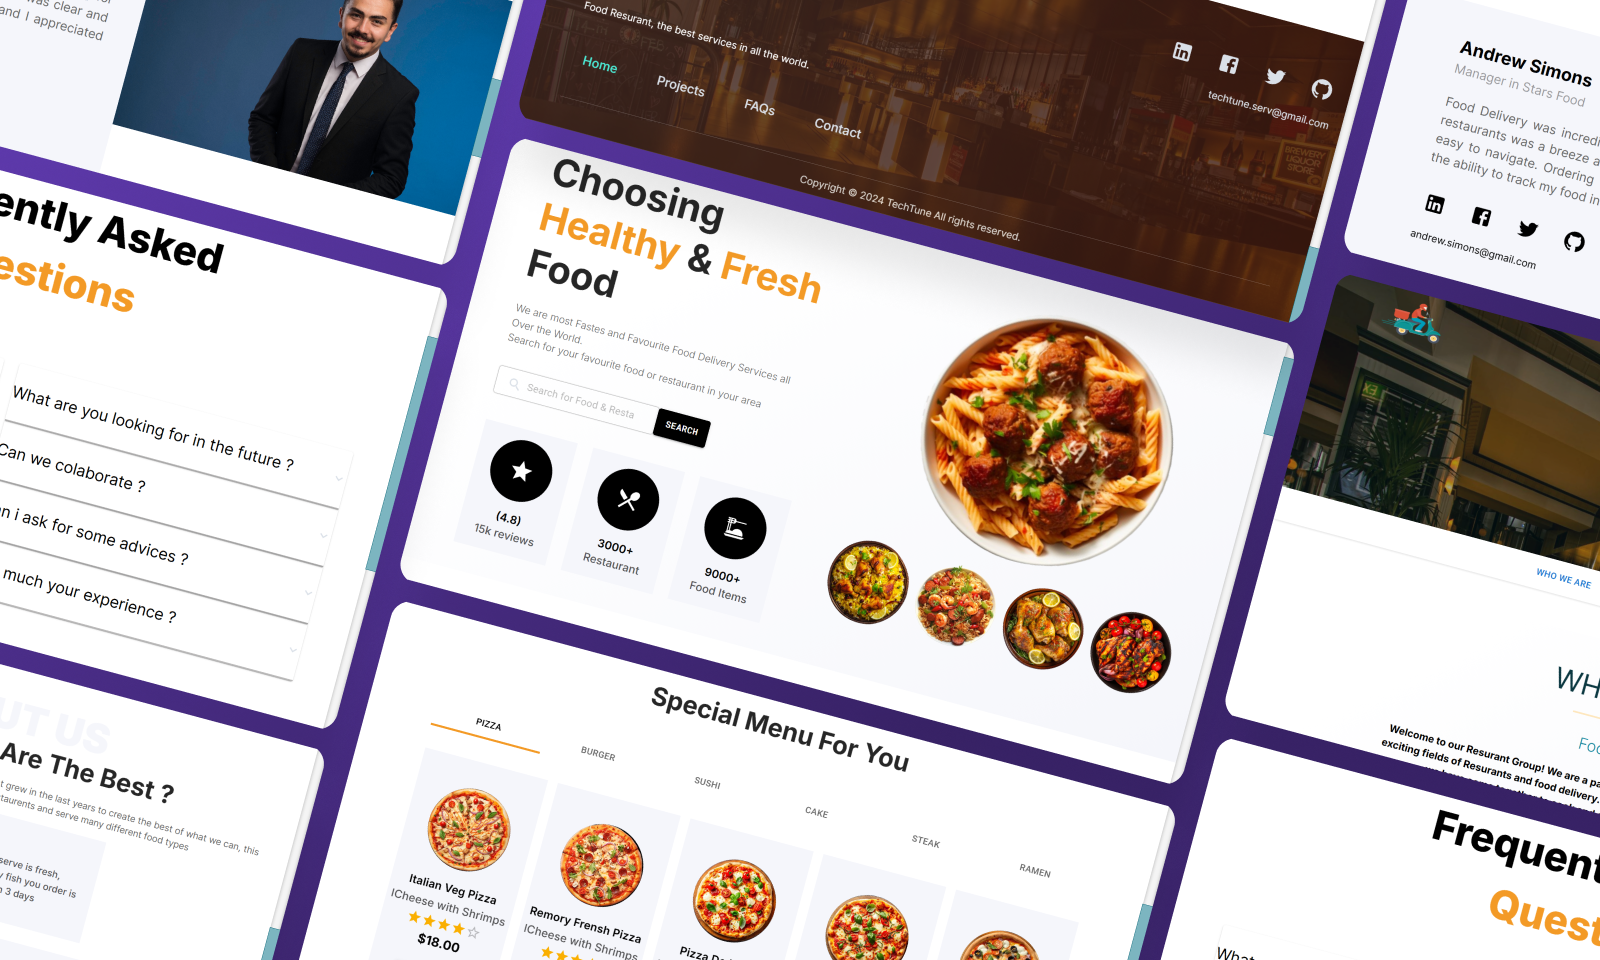 was clear and
and I appreciated
ently Asked
estions
What are you looking for in the future ?
Can we colaborate ?
n i ask for some advices ?
much your experience ?
UT US
Are The Best ?
t grew in the last years to create the best of what we can, this
taurents and serve many different food types
serve is fresh,
y fish you order is
3 days
Food Resurant, the best services in all the world.
Home
Projects
FAQs
Contact
techtune.serv@gmail.com
BREWERY
LIQUOR
STORE
Copyright © 2024 TechTune All rights reserved.
Choosing
Healthy & Fresh
Food
We are most Fastes and Favourite Food Delivery Services all
Over the World.
Search for your favourite food or restaurant in your area
Search for Food & Resta
SEARCH
(4.8)
15k reviews
3000+
Restaurant
9000+
Food Items
Special Menu For You
PIZZA
BURGER
SUSHI
CAKE
STEAK
RAMEN
Italian Veg Pizza
ICheese with Shrimps
$18.00
Remory Frensh Pizza
ICheese with Shrimps
Pizza D
Andrew Simons
Manager in Stars Food
Food Delivery was incredi
restaurants was a breeze a
easy to navigate. Ordering
the ability to track my food in
andrew.simons@gmail.com
WHO WE ARE
WH
Foo
Welcome to our Resurant Group! We are a pa
exciting fields of Resurants and food delivery.
Frequent
Quest
What